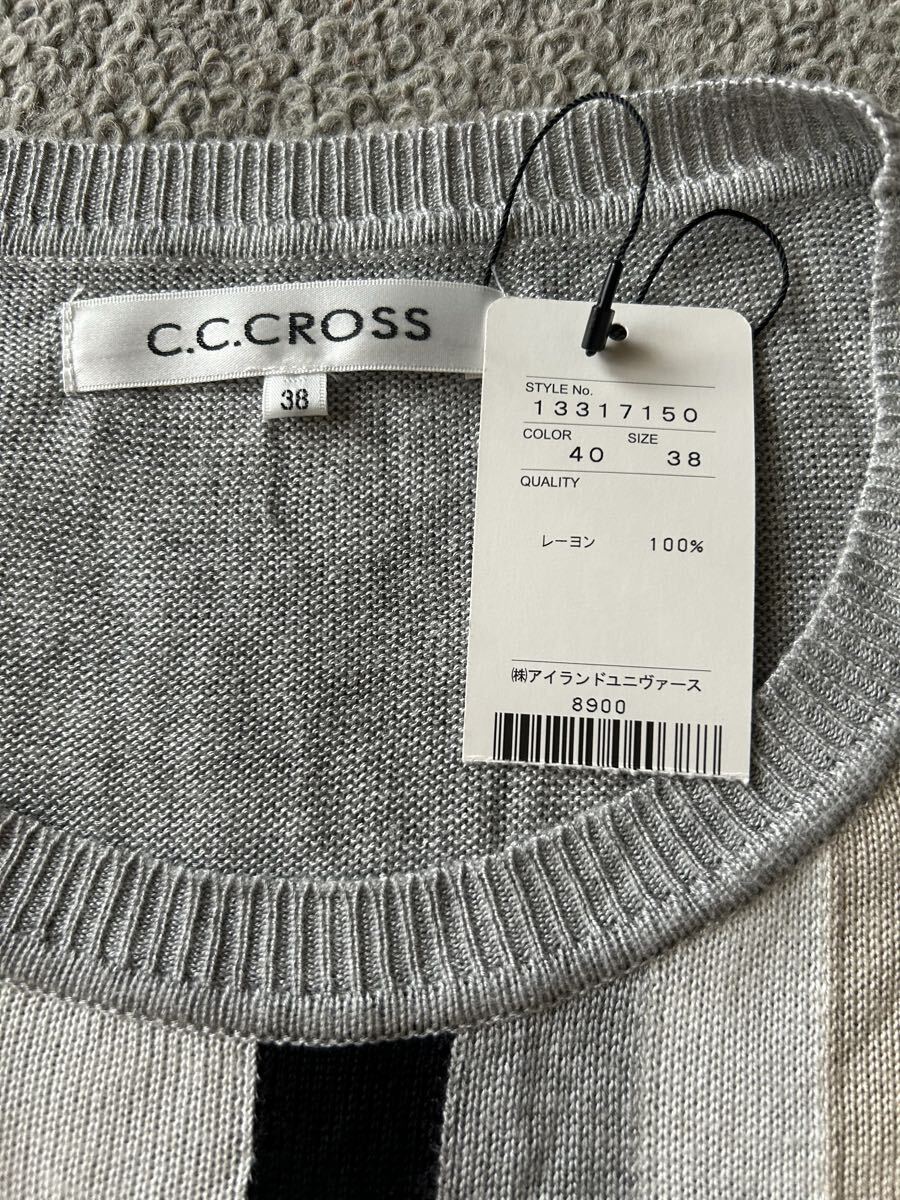 C.C.CROSS
38
STYLE No.
13317150
COLOR SIZE
40 38
QUALITY
レーヨン 100%
㈱アイランドユニヴァース
8900